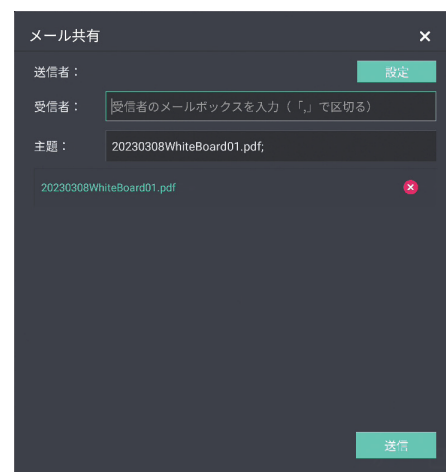 メール共有
送信者： 設定
受信者： 受信者のメールボックスを入力（「,」で区切る）
主題： 20230308WhiteBoard01.pdf;
20230308WhiteBoard01.pdf
送信